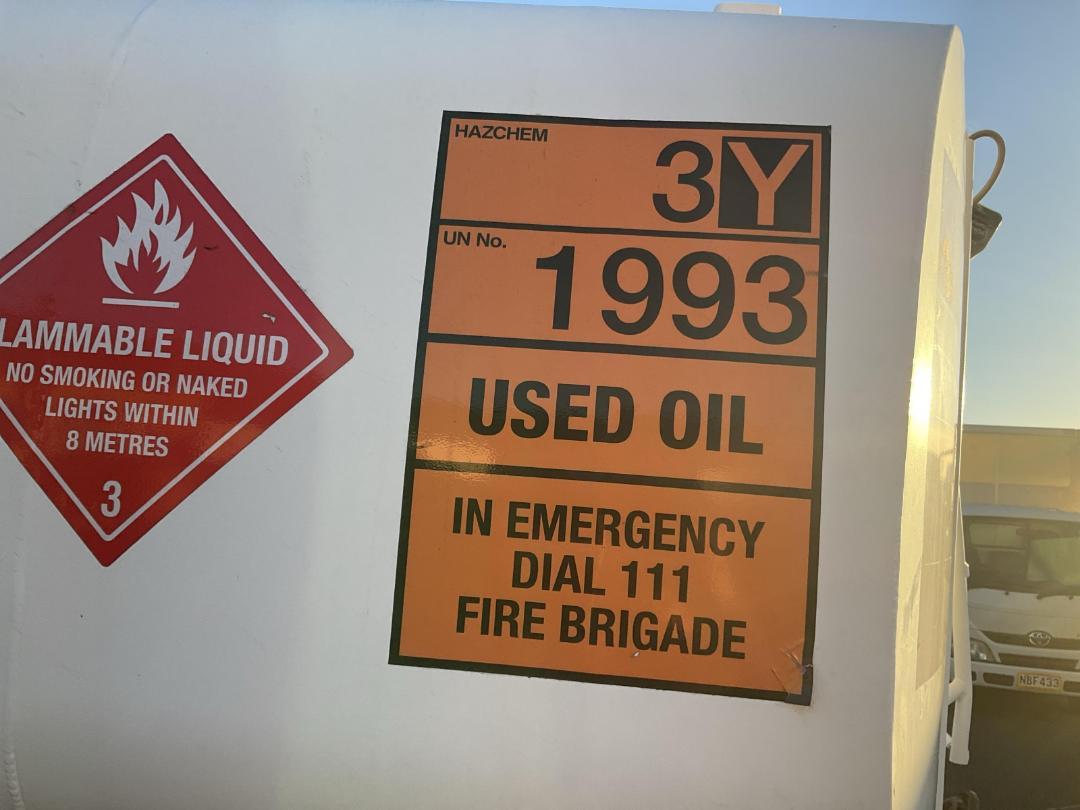 LAMMABLE LIQUID
NO SMOKING OR NAKED
LIGHTS WITHIN
8 METRES
3
HAZCHEM
3Y
UN No.
1993
USED OIL
IN EMERGENCY
DIAL 111
FIRE BRIGADE
NBF433